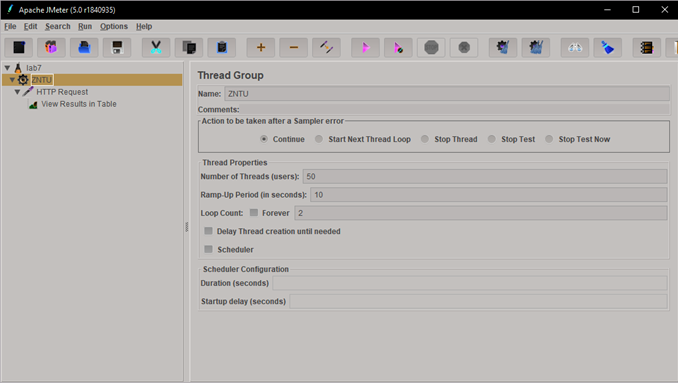 Apache JMeter (5.0 r1840935)
File Edit Search Run Options Help
lab7
ZNTU
HTTP Request
View Results in Table
Thread Group
Name: ZNTU
Comments:
Action to be taken after a Sampler error
Continue Start Next Thread Loop Stop Thread Stop Test Stop Test Now
Thread Properties
Number of Threads (users): 50
Ramp-Up Period (in seconds): 10
Loop Count: Forever 2
Delay Thread creation until needed
Scheduler
Scheduler Configuration
Duration (seconds)
Startup delay (seconds)